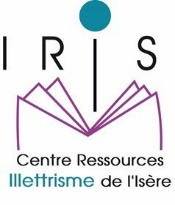 IRIS
Centre Ressources
Illettrisme de l'Isère